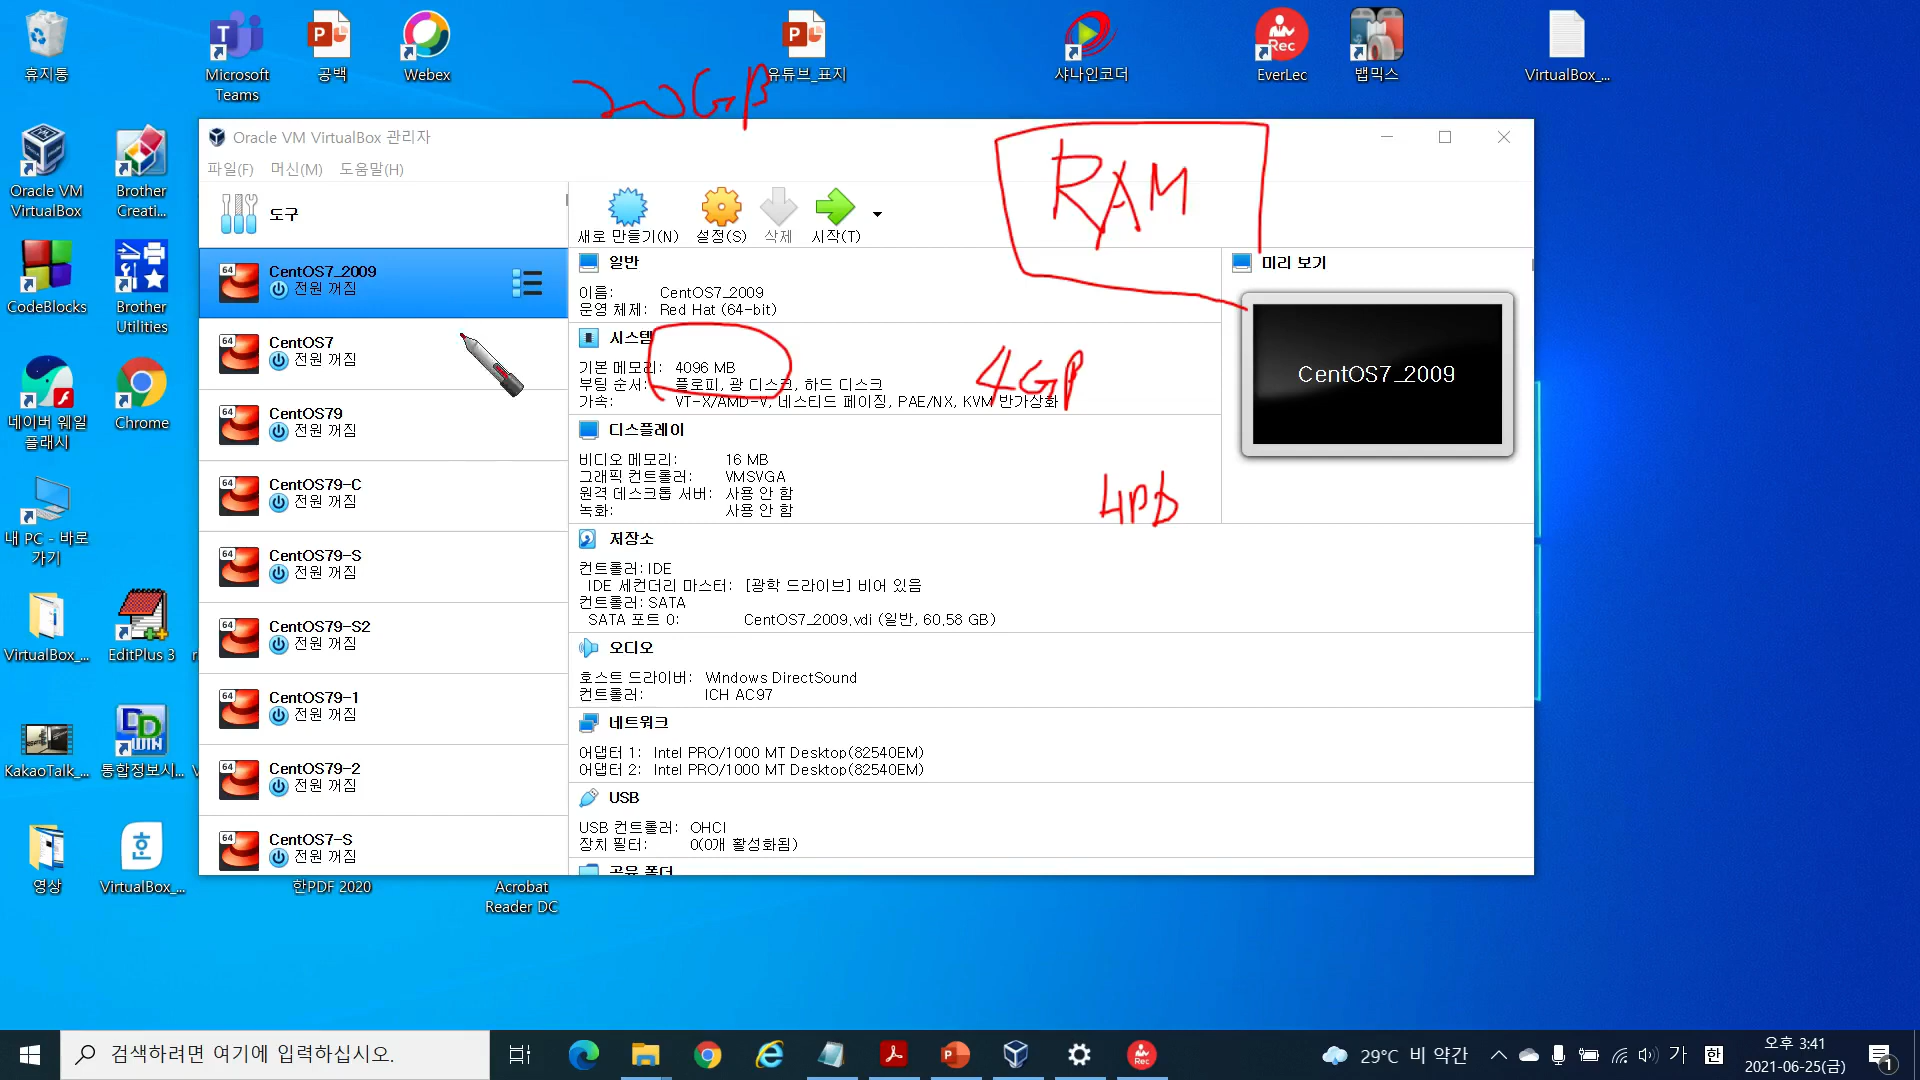 휴지통
Microsoft Teams
공백
Webex
유튜브_표지
샤나인코더
EverLec
뱁믹스
VirtualBox_...
20GB
Oracle VM VirtualBox
Brother Creati...
CodeBlocks
Brother Utilities
네이버 웨일 플래시
Chrome
내 PC - 바로 가기
VirtualBox_...
EditPlus 3
KakaoTalk_...
통합정보시...
영상
VirtualBox_...
한PDF 2020
Acrobat Reader DC
Oracle VM VirtualBox 관리자
파일(F) 머신(M) 도움말(H)
도구
새로 만들기(N) 설정(S) 삭제 시작(T)
RAM
CentOS7_2009
전원 꺼짐
CentOS7
전원 꺼짐
CentOS79
전원 꺼짐
CentOS79-C
전원 꺼짐
CentOS79-S
전원 꺼짐
CentOS79-S2
전원 꺼짐
CentOS79-1
전원 꺼짐
CentOS79-2
전원 꺼짐
CentOS7-S
전원 꺼짐
일반
이름: CentOS7_2009
운영 체제: Red Hat (64-bit)
시스템
기본 메모리: 4096 MB
부팅 순서: 플로피, 광 디스크, 하드 디스크
가속: VT-X/AMD-V, 네스티드 페이징, PAE/NX, KVM 반가상화
4GB
디스플레이
비디오 메모리: 16 MB
그래픽 컨트롤러: VMSVGA
원격 데스크톱 서버: 사용 안 함
녹화: 사용 안 함
저장소
컨트롤러: IDE
IDE 세컨더리 마스터: [광학 드라이브] 비어 있음
컨트롤러: SATA
SATA 포트 0: CentOS7_2009.vdi (일반, 60.58 GB)
오디오
호스트 드라이버: Windows DirectSound
컨트롤러: ICH AC97
네트워크
어댑터 1: Intel PRO/1000 MT Desktop(82540EM)
어댑터 2: Intel PRO/1000 MT Desktop(82540EM)
USB
USB 컨트롤러: OHCI
장치 필터: 0(0개 활성화됨)
공유 폴더
미리 보기
CentOS7_2009
검색하려면 여기에 입력하십시오.
29°C 비 약간
가
한
오후 3:41
2021-06-25(금)
1